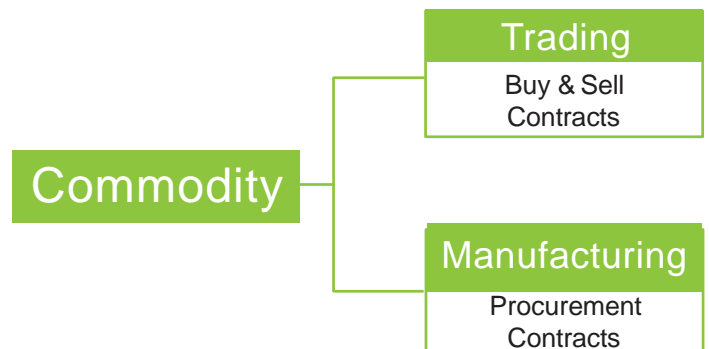 Trading
Buy & Sell
Contracts
Commodity
Manufacturing
Procurement
Contracts